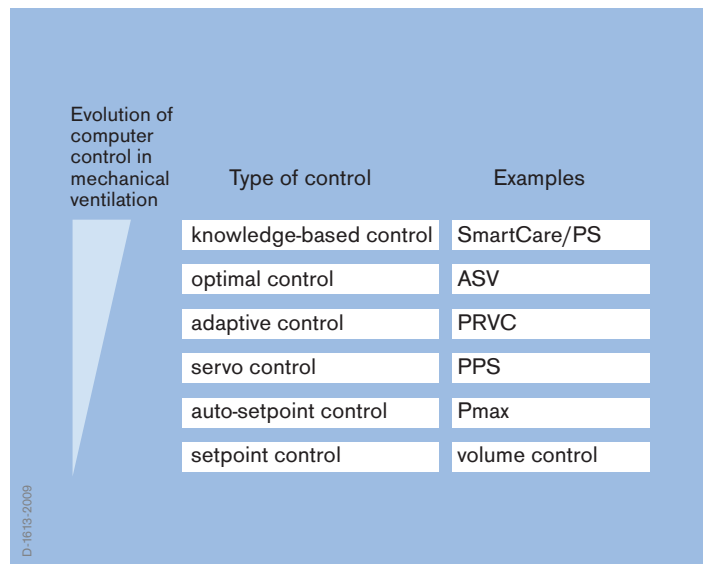 Evolution of
computer
control in
mechanical
ventilation
Type of control
Examples
knowledge-based control
SmartCare/PS
optimal control
ASV
adaptive control
PRVC
servo control
PPS
auto-setpoint control
Pmax
setpoint control
volume control
D-1613-2009